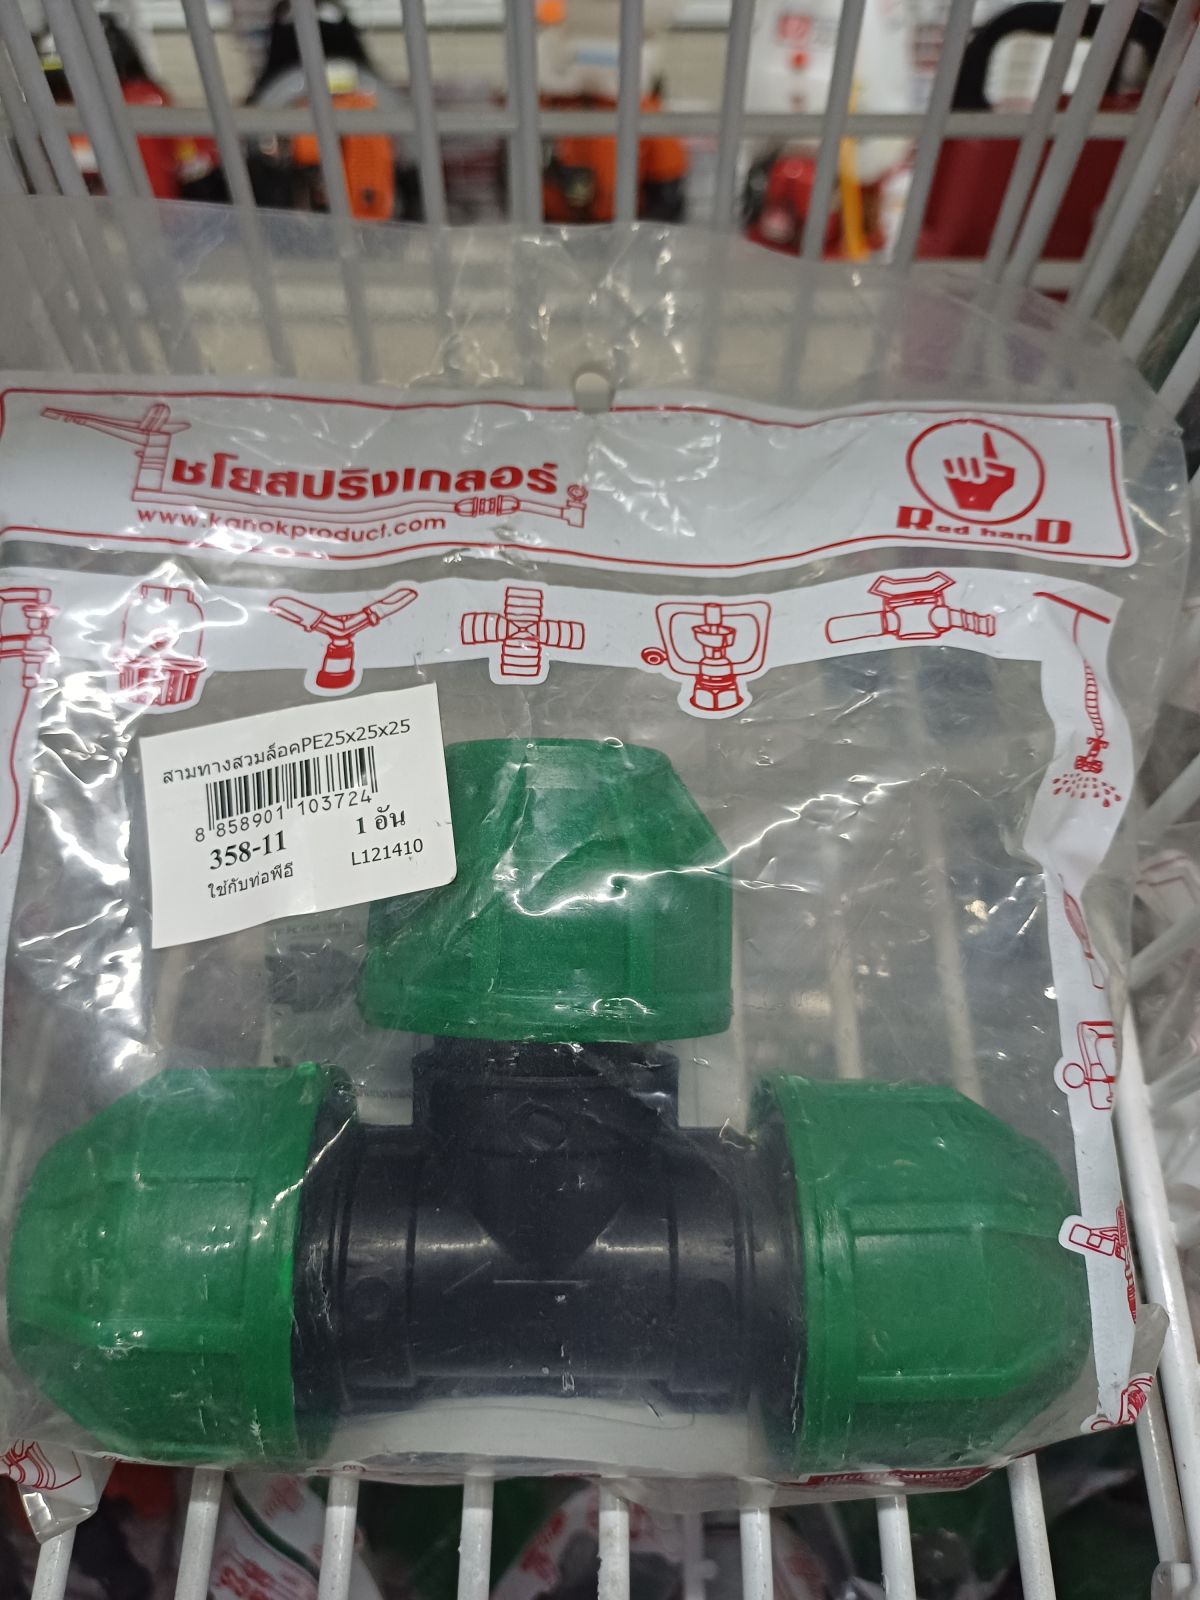 ชไยสปริงเกลอร์
www.kanokproduct.com
Red hanD
สามทางสวมล็อคPE25x25x25
8 858901 103724
358-11 1 อัน
ใช้กับท่อพีอี L121410